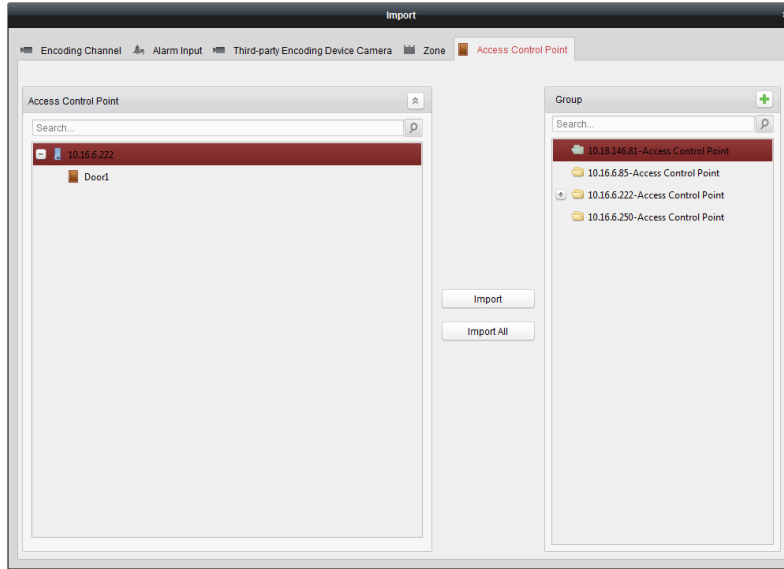 Import
Encoding Channel Alarm Input Third-party Encoding Device Camera Zone Access Control Point
Access Control Point
Search...
10.16.6.222
Door1
Import
Import All
Group
Search...
10.18.146.81-Access Control Point
10.16.6.85-Access Control Point
10.16.6.222-Access Control Point
10.16.6.250-Access Control Point